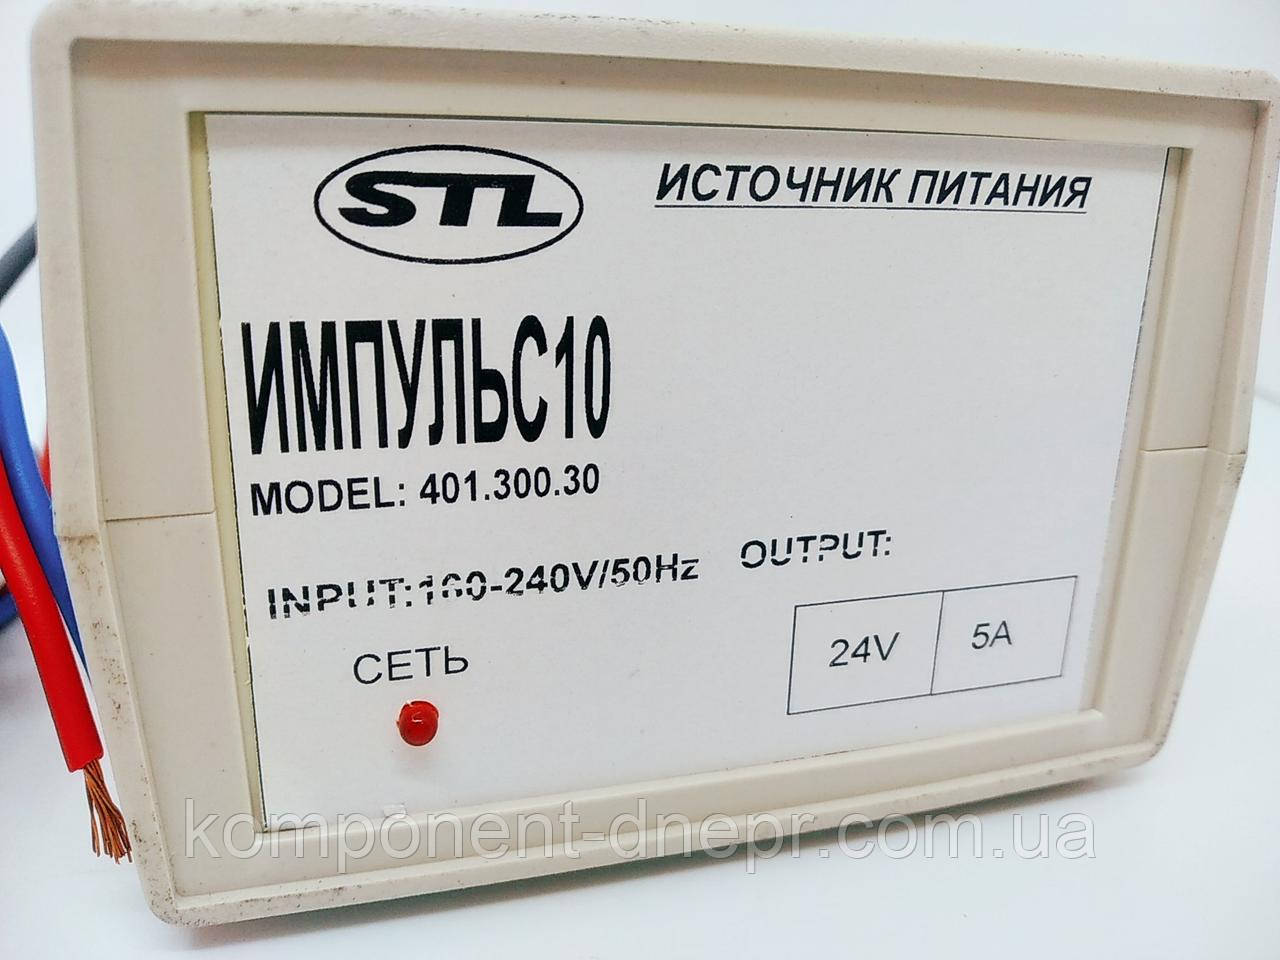 STL
ИСТОЧНИК ПИТАНИЯ
ИМПУЛЬС10
MODEL: 401.300.30
INPUT:160-240V/50Hz
OUTPUT:
24V 5A
СЕТЬ
komponent-dnepr.com.ua